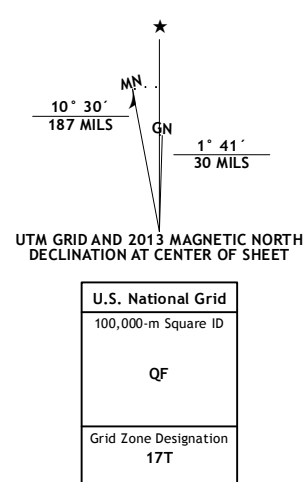 ★
MN
10° 30´
187 MILS
GN
1° 41´
30 MILS
UTM GRID AND 2013 MAGNETIC NORTH
DECLINATION AT CENTER OF SHEET
U.S. National Grid
100,000-m Square ID
QF
Grid Zone Designation
17T